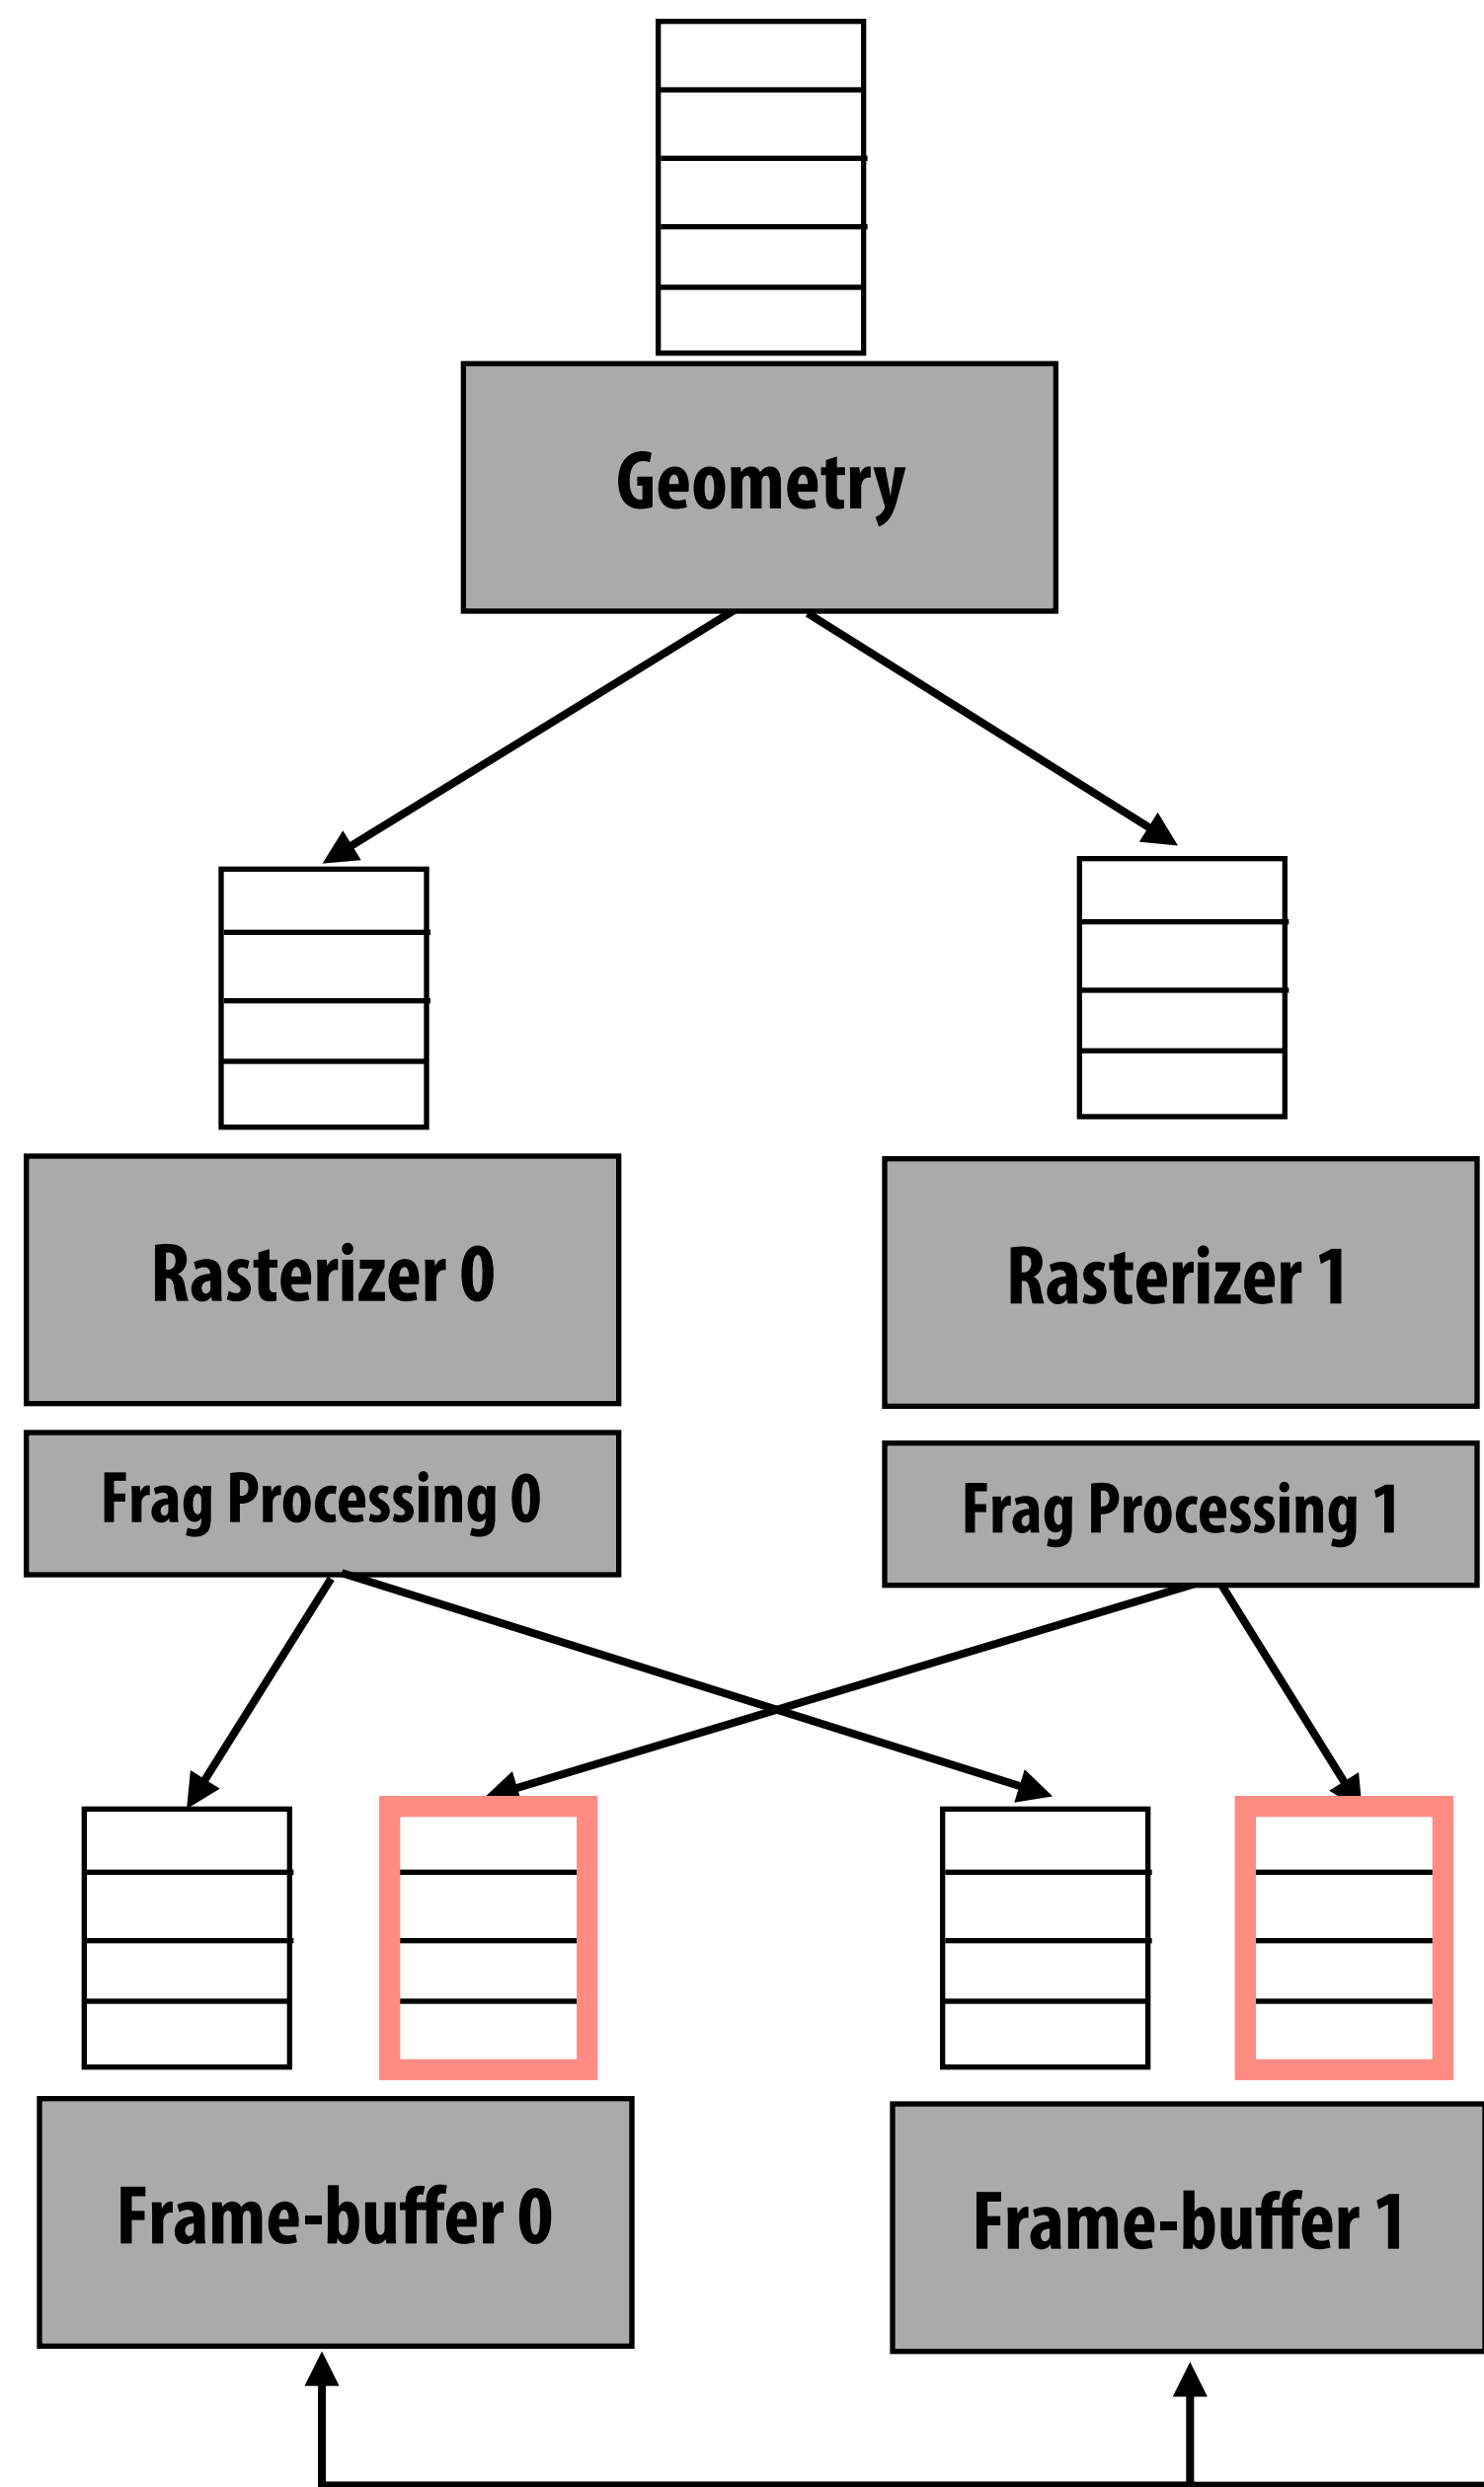 Geometry
Rasterizer 0
Rasterizer 1
Frag Processing 0
Frag Processing 1
Frame-buffer 0
Frame-buffer 1